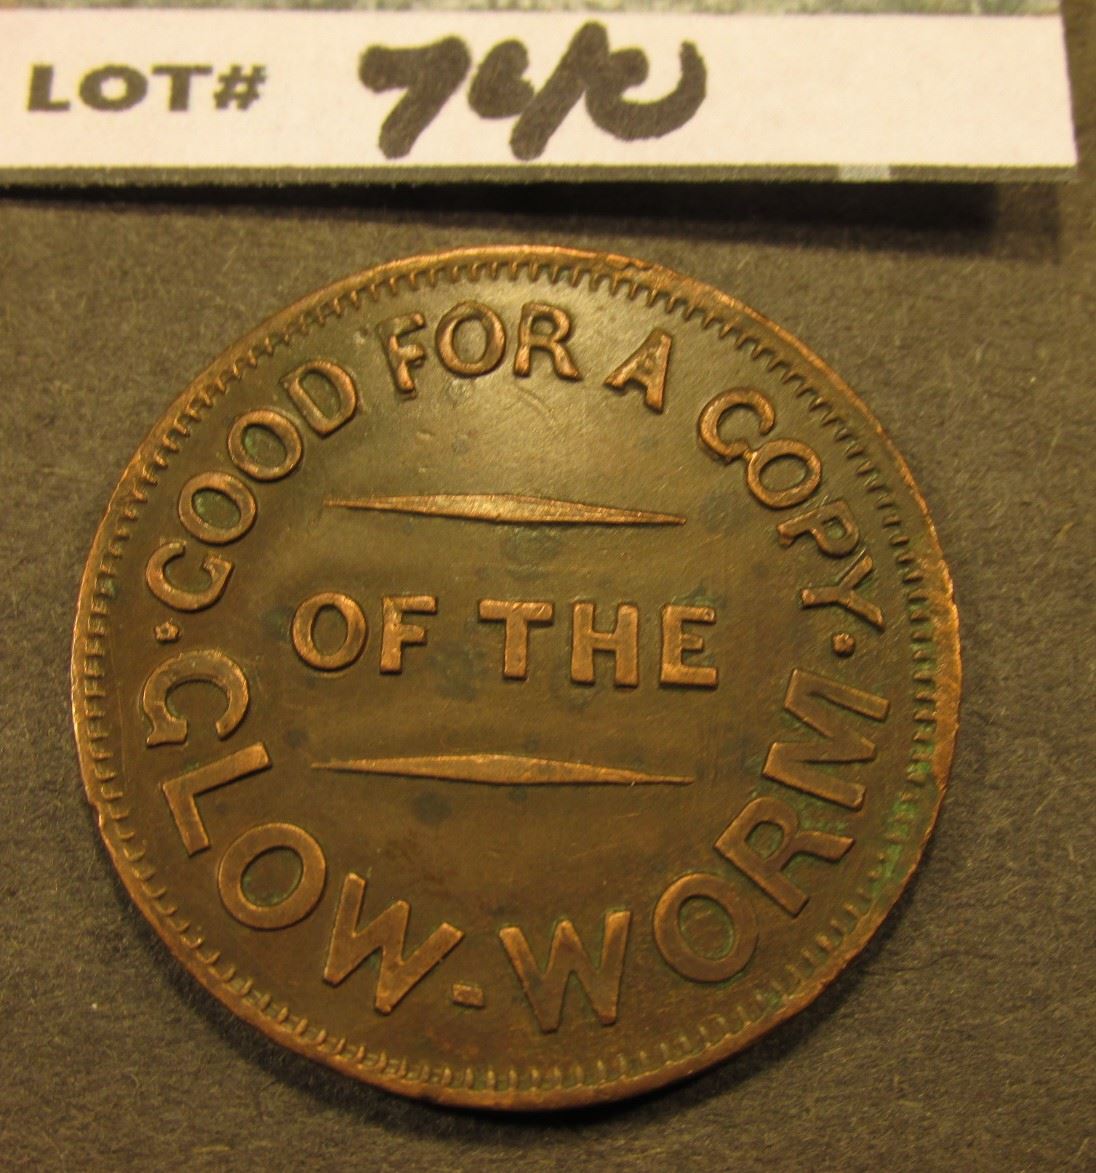 LOT#
GOOD FOR A COPY
OF THE
GLOW-WORM